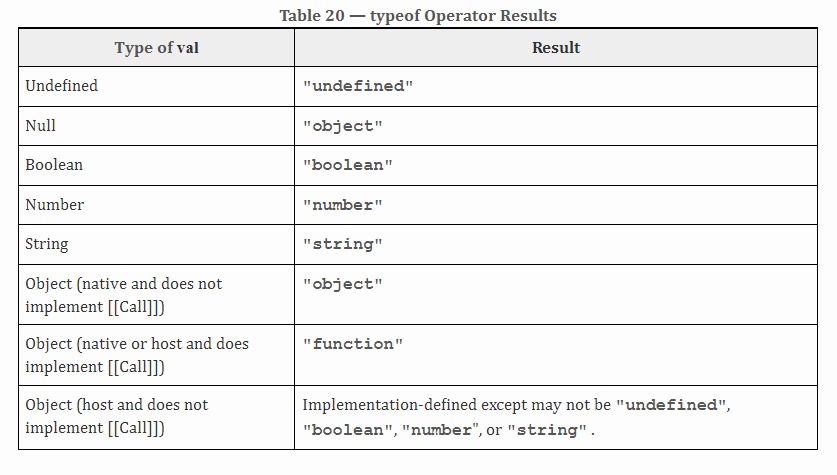 Table 20 — typeof Operator Results
Type of val Result
Undefined "undefined"
Null "object"
Boolean "boolean"
Number "number"
String "string"
Object (native and does not "object"
implement [[Call]])
Object (native or host and does "function"
implement [[Call]])
Object (host and does not Implementation-defined except may not be "undefined",
implement [[Call]]) "boolean", "number", or "string".